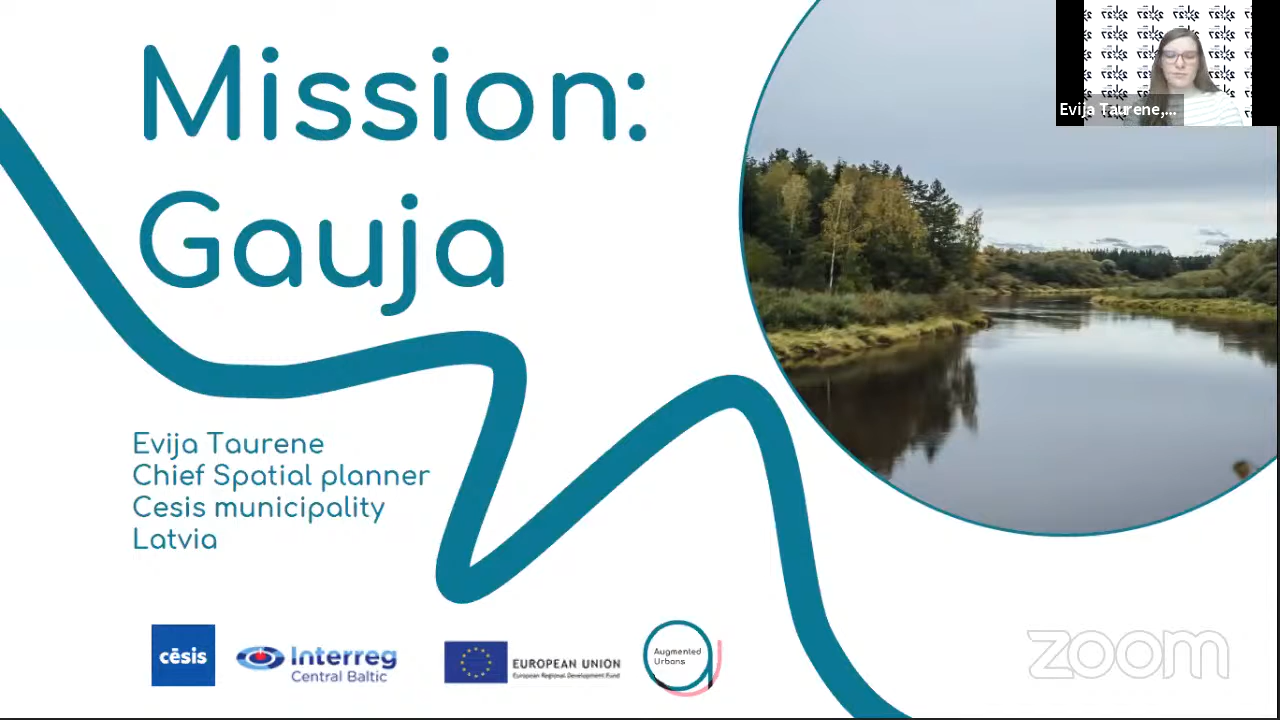 Mission:
Gauja
Evija Taurene,...
Evija Taurene
Chief Spatial planner
Cesis municipality
Latvia
cēsis
Interreg
Central Baltic
EUROPEAN UNION
European Regional Development Fund
Augmented
Urbans
zoom